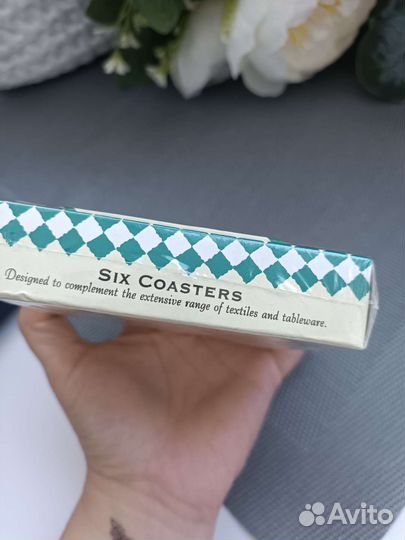 SIX COASTERS
Designed to complement the extensive range of textiles and tableware.
Avito